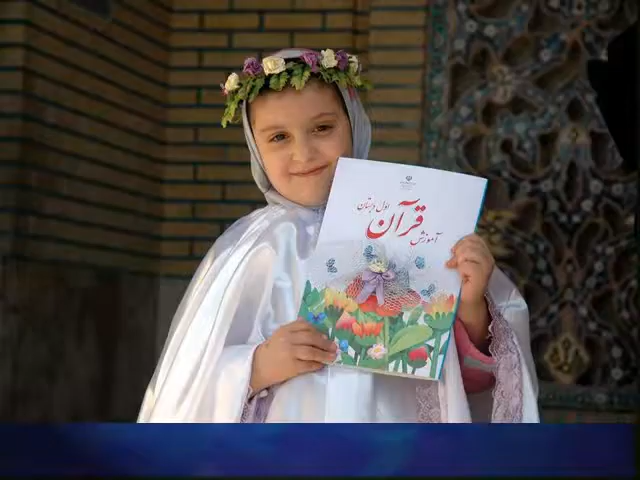 آموزش قرآن
اول دبستان